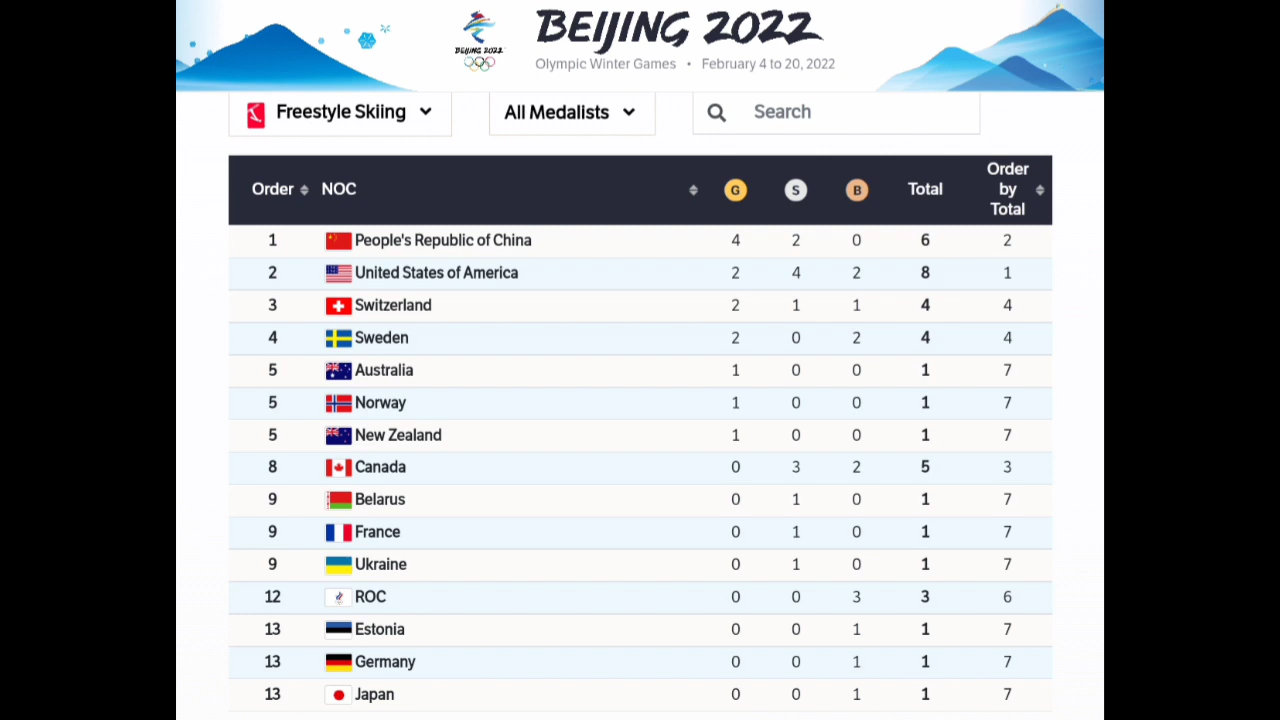 BEIJING 2022
BEIJING 2022
Olympic Winter Games • February 4 to 20, 2022
Freestyle Skiing All Medalists Search
Order NOC G S B Total Order by Total
1 People's Republic of China 4 2 0 6 2
2 United States of America 2 4 2 8 1
3 Switzerland 2 1 1 4 4
4 Sweden 2 0 2 4 4
5 Australia 1 0 0 1 7
5 Norway 1 0 0 1 7
5 New Zealand 1 0 0 1 7
8 Canada 0 3 2 5 3
9 Belarus 0 1 0 1 7
9 France 0 1 0 1 7
9 Ukraine 0 1 0 1 7
12 ROC 0 0 3 3 6
13 Estonia 0 0 1 1 7
13 Germany 0 0 1 1 7
13 Japan 0 0 1 1 7